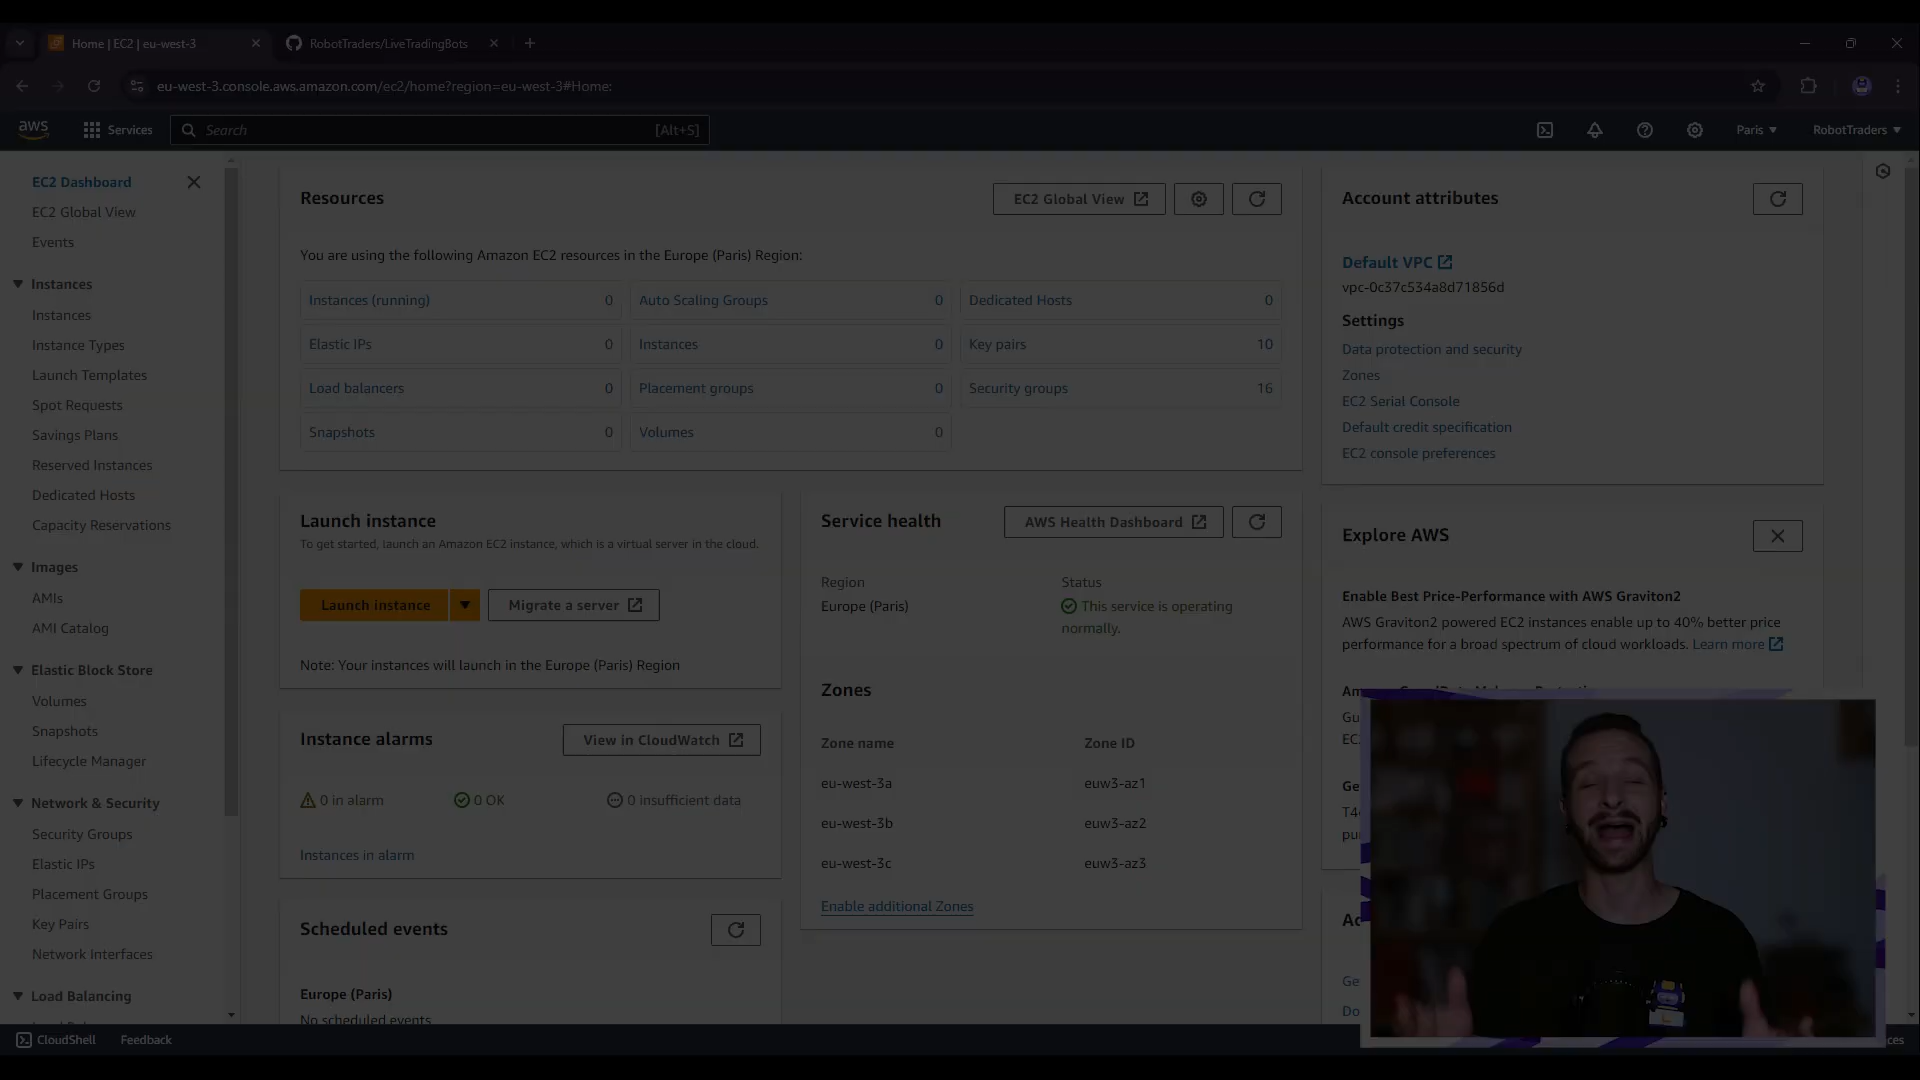 Home | EC2 | eu-west-3
RobotTraders/LiveTradingBots
eu-west-3.console.aws.amazon.com/ec2/home?region=eu-west-3#Home:
aws
Services
Search
[Alt+S]
Paris
RobotTraders
EC2 Dashboard
EC2 Global View
Events
Instances
Instances
Instance Types
Launch Templates
Spot Requests
Savings Plans
Reserved Instances
Dedicated Hosts
Capacity Reservations
Images
AMIs
AMI Catalog
Elastic Block Store
Volumes
Snapshots
Lifecycle Manager
Network & Security
Security Groups
Elastic IPs
Placement Groups
Key Pairs
Network Interfaces
Load Balancing
Resources
EC2 Global View
You are using the following Amazon EC2 resources in the Europe (Paris) Region:
Instances (running) 0
Auto Scaling Groups 0
Dedicated Hosts 0
Elastic IPs 0
Instances 0
Key pairs 10
Load balancers 0
Placement groups 0
Security groups 16
Snapshots 0
Volumes 0
Launch instance
To get started, launch an Amazon EC2 instance, which is a virtual server in the cloud.
Launch instance
Migrate a server
Note: Your instances will launch in the Europe (Paris) Region
Instance alarms
View in CloudWatch
0 in alarm
0 OK
0 insufficient data
Instances in alarm
Scheduled events
Europe (Paris)
No scheduled events
Service health
AWS Health Dashboard
Region
Status
Europe (Paris)
This service is operating
normally.
Zones
Zone name
Zone ID
eu-west-3a
euw3-az1
eu-west-3b
euw3-az2
eu-west-3c
euw3-az3
Enable additional Zones
Account attributes
Default VPC
vpc-0c37c534a8d71856d
Settings
Data protection and security
Zones
EC2 Serial Console
Default credit specification
EC2 console preferences
Explore AWS
Enable Best Price-Performance with AWS Graviton2
AWS Graviton2 powered EC2 instances enable up to 40% better price
performance for a broad spectrum of cloud workloads. Learn more
CloudShell
Feedback